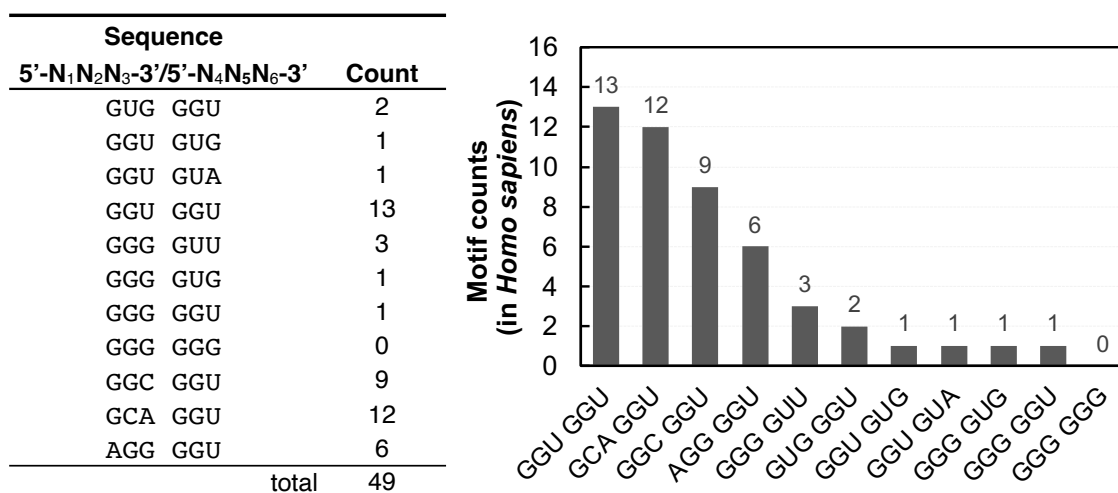 Sequence
5’-N₁N₂N₃-3’/5’-N₄N₅N₆-3’ Count
GUG GGU 2
GGU GUG 1
GGU GUA 1
GGU GGU 13
GGG GUU 3
GGG GUG 1
GGG GGU 1
GGG GGG 0
GGC GGU 9
GCA GGU 12
AGG GGU 6
total 49
Motif counts
(in Homo sapiens)
16
14
12
10
8
6
4
2
0
13
12
9
6
3
2
1
1
1
1
0
GGU GGU
GCA GGU
GGC GGU
AGG GGU
GGG GUU
GUG GGU
GGU GUG
GGU GUA
GGG GUG
GGG GGU
GGG GGG